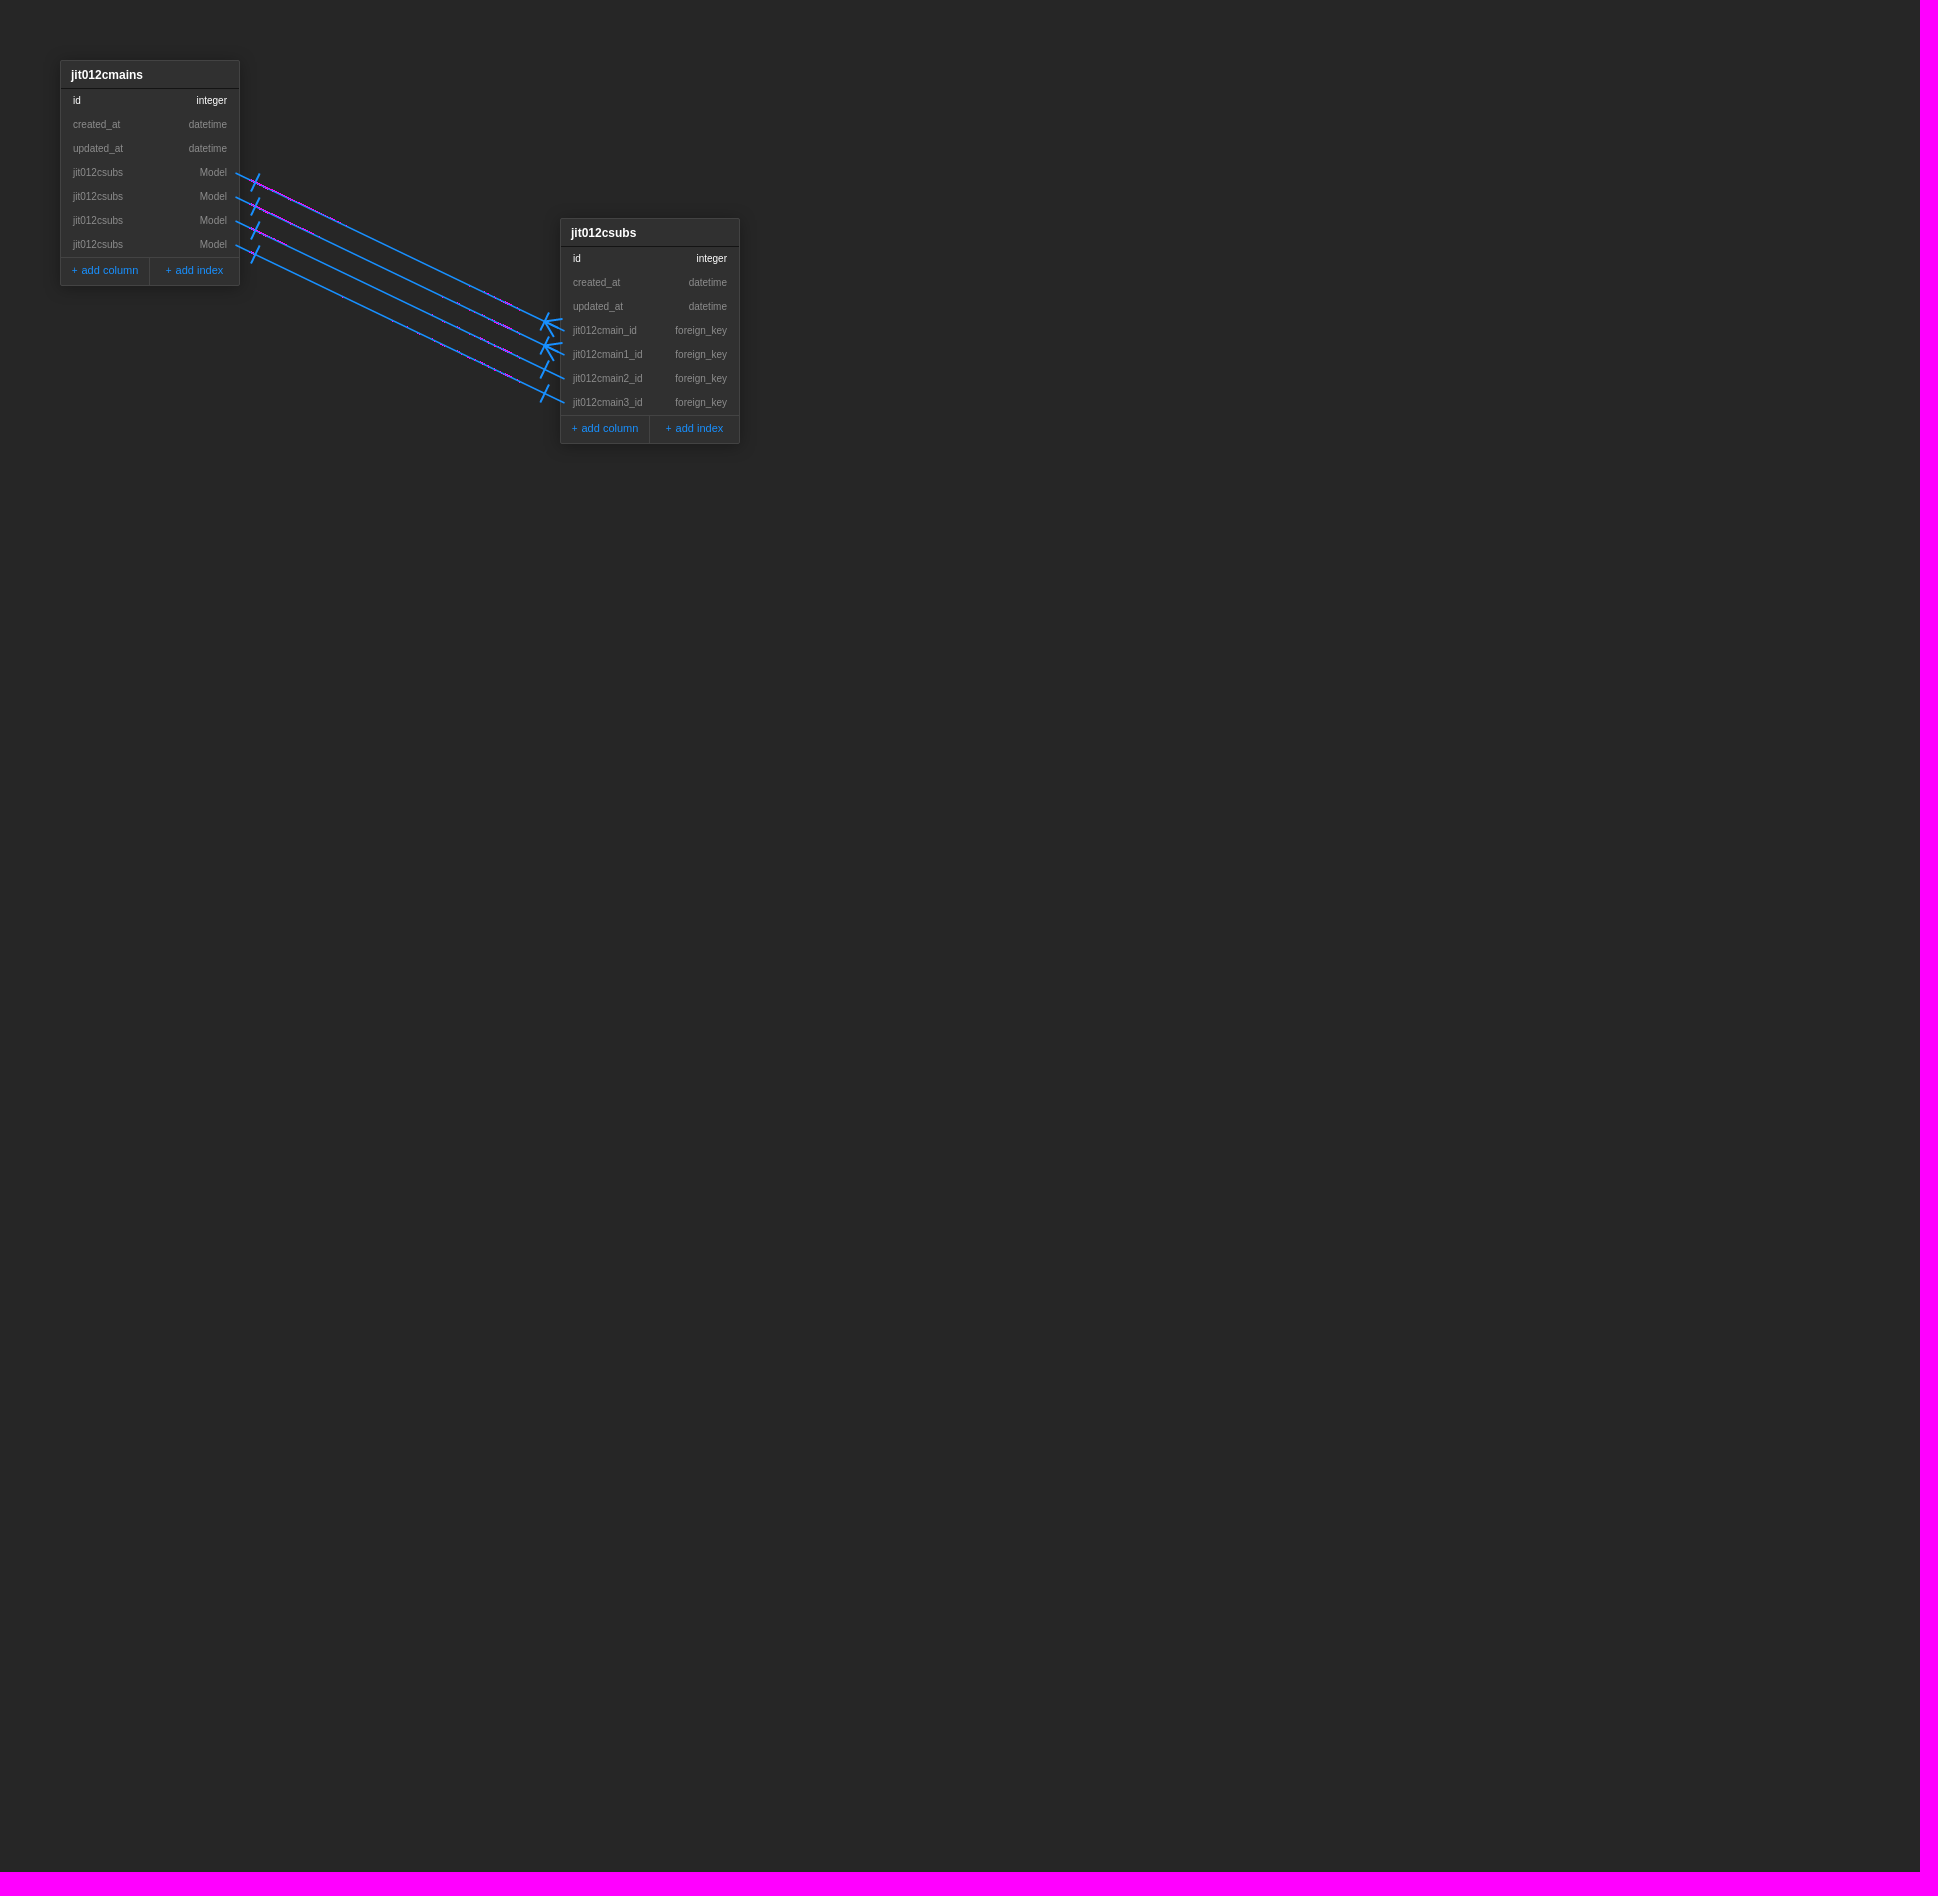 jit012cmains
id integer
created_at datetime
updated_at datetime
jit012csubs Model
jit012csubs Model
jit012csubs Model
jit012csubs Model
+ add column + add index
jit012csubs
id integer
created_at datetime
updated_at datetime
jit012cmain_id foreign_key
jit012cmain1_id foreign_key
jit012cmain2_id foreign_key
jit012cmain3_id foreign_key
+ add column + add index